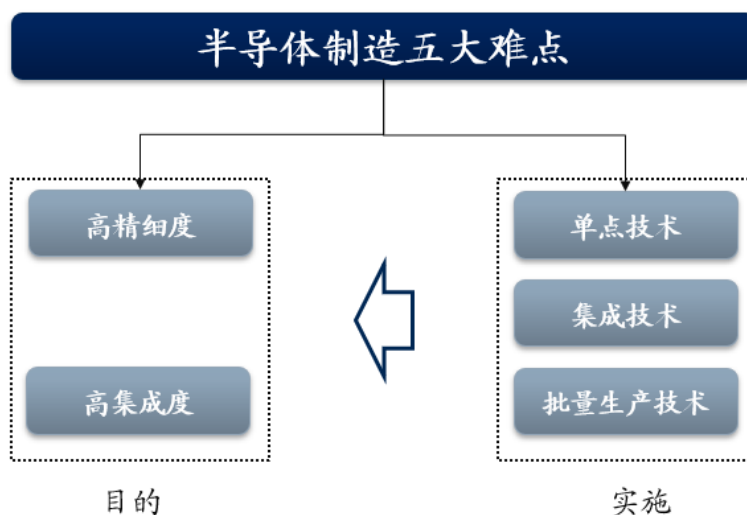 半导体制造五大难点
高精细度
高集成度
目的
单点技术
集成技术
批量生产技术
实施